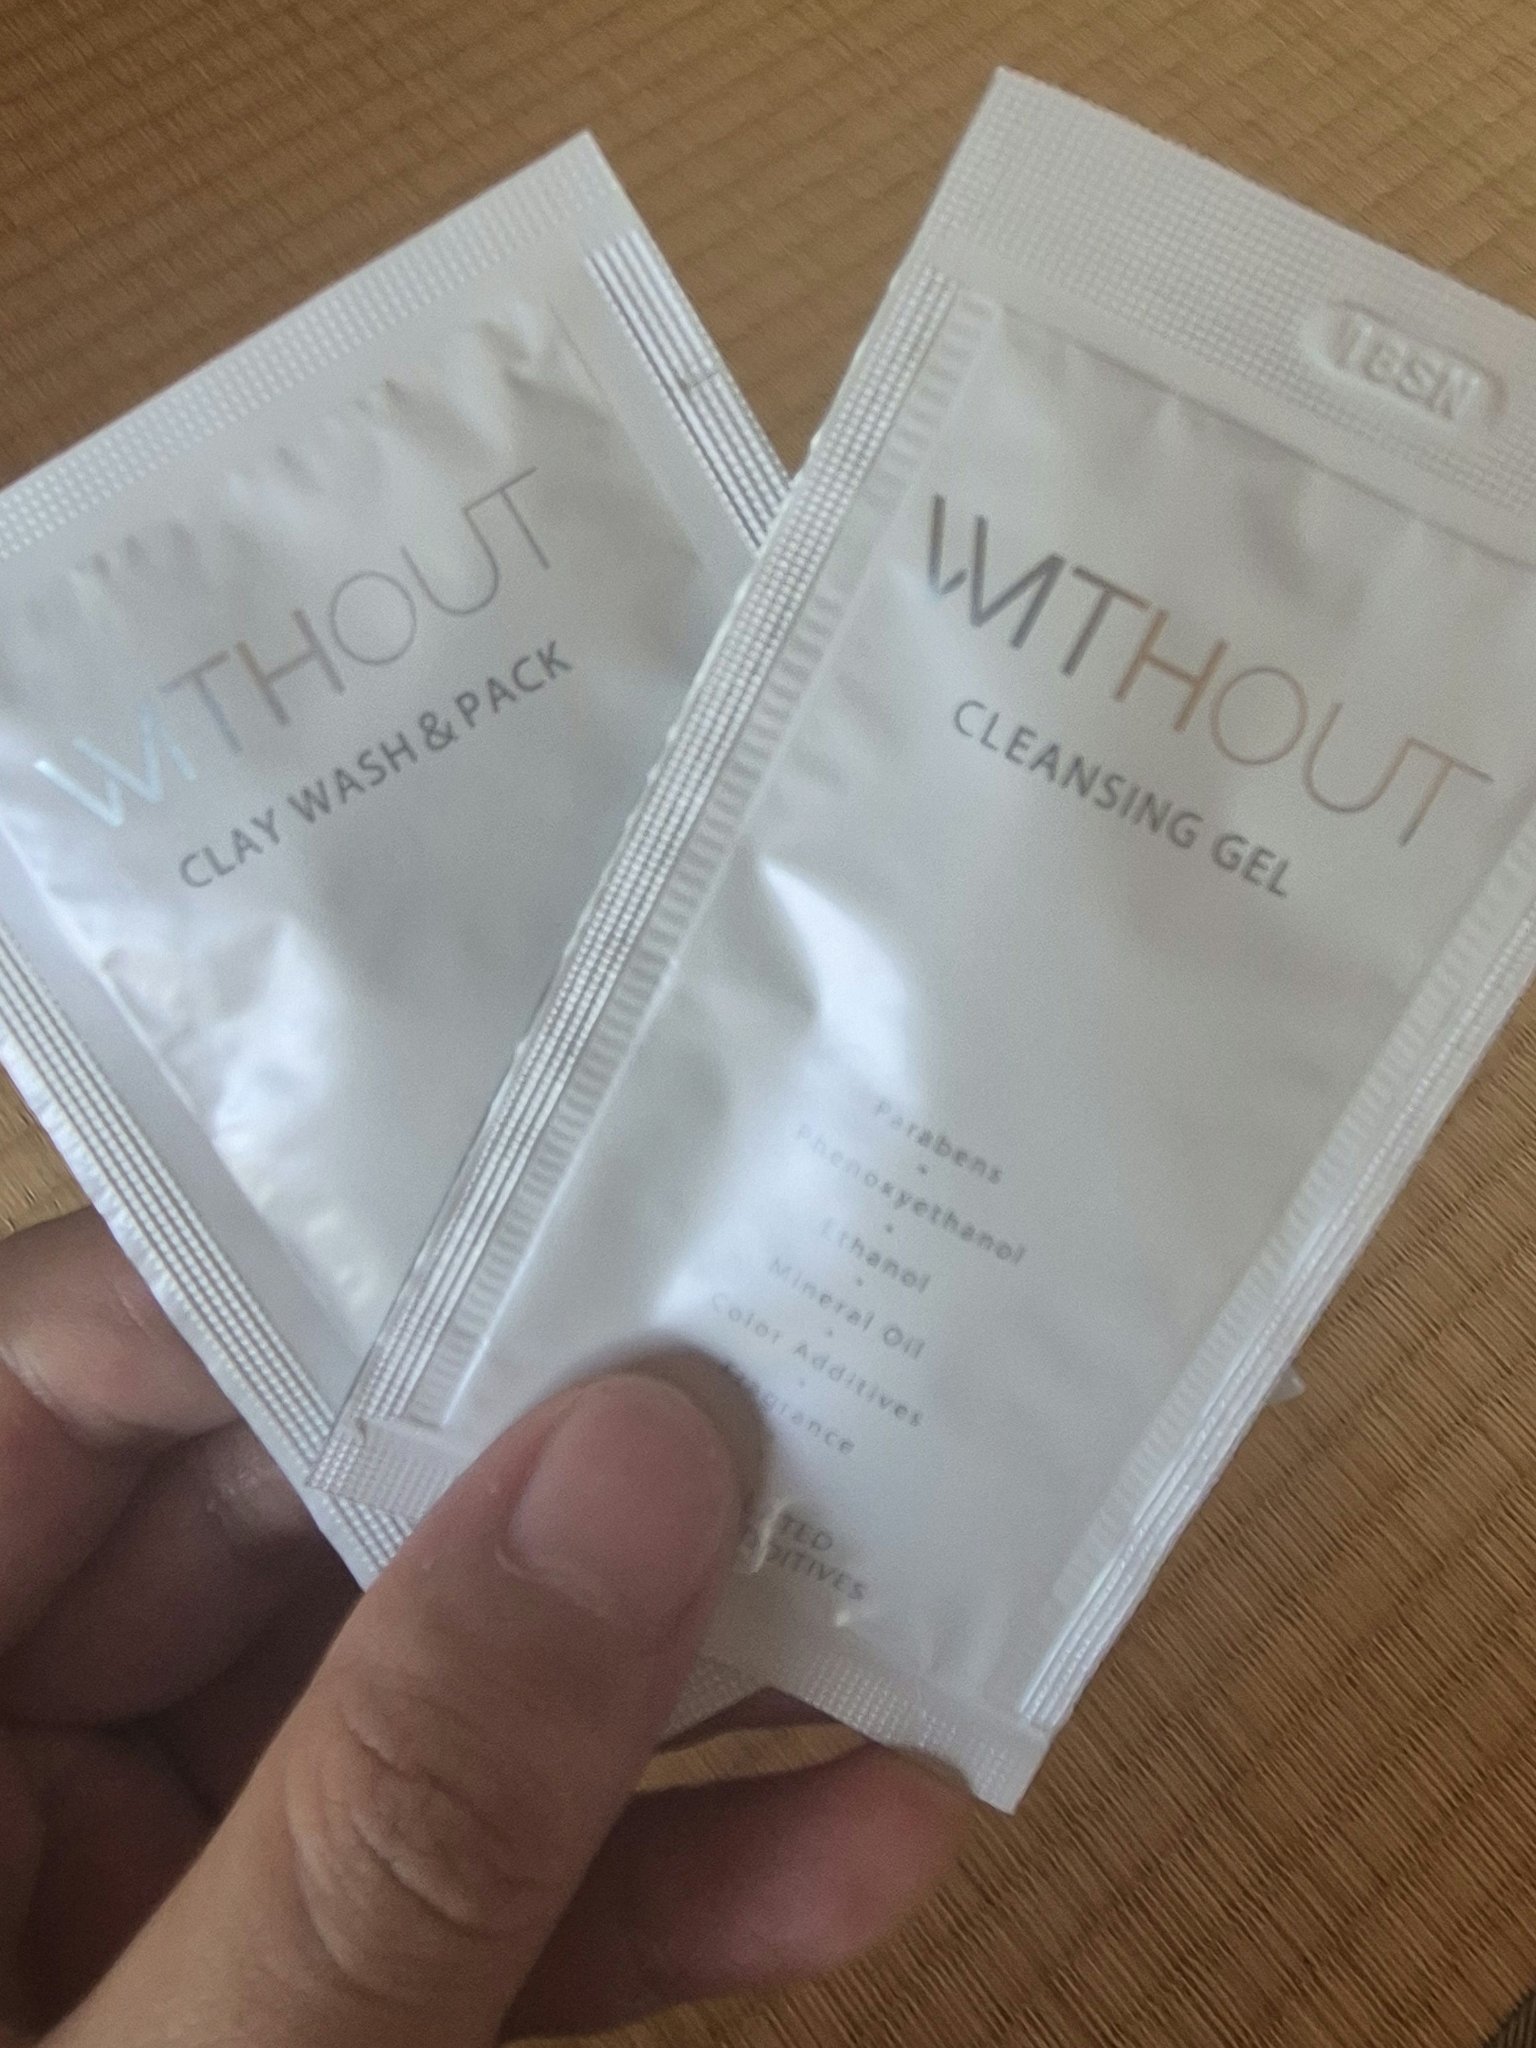 WITHOUT
CLAY WASH & PACK
WITHOUT
CLEANSING GEL
Parabens
Phenoxyethanol
Ethanol
Mineral Oil
Color Additives